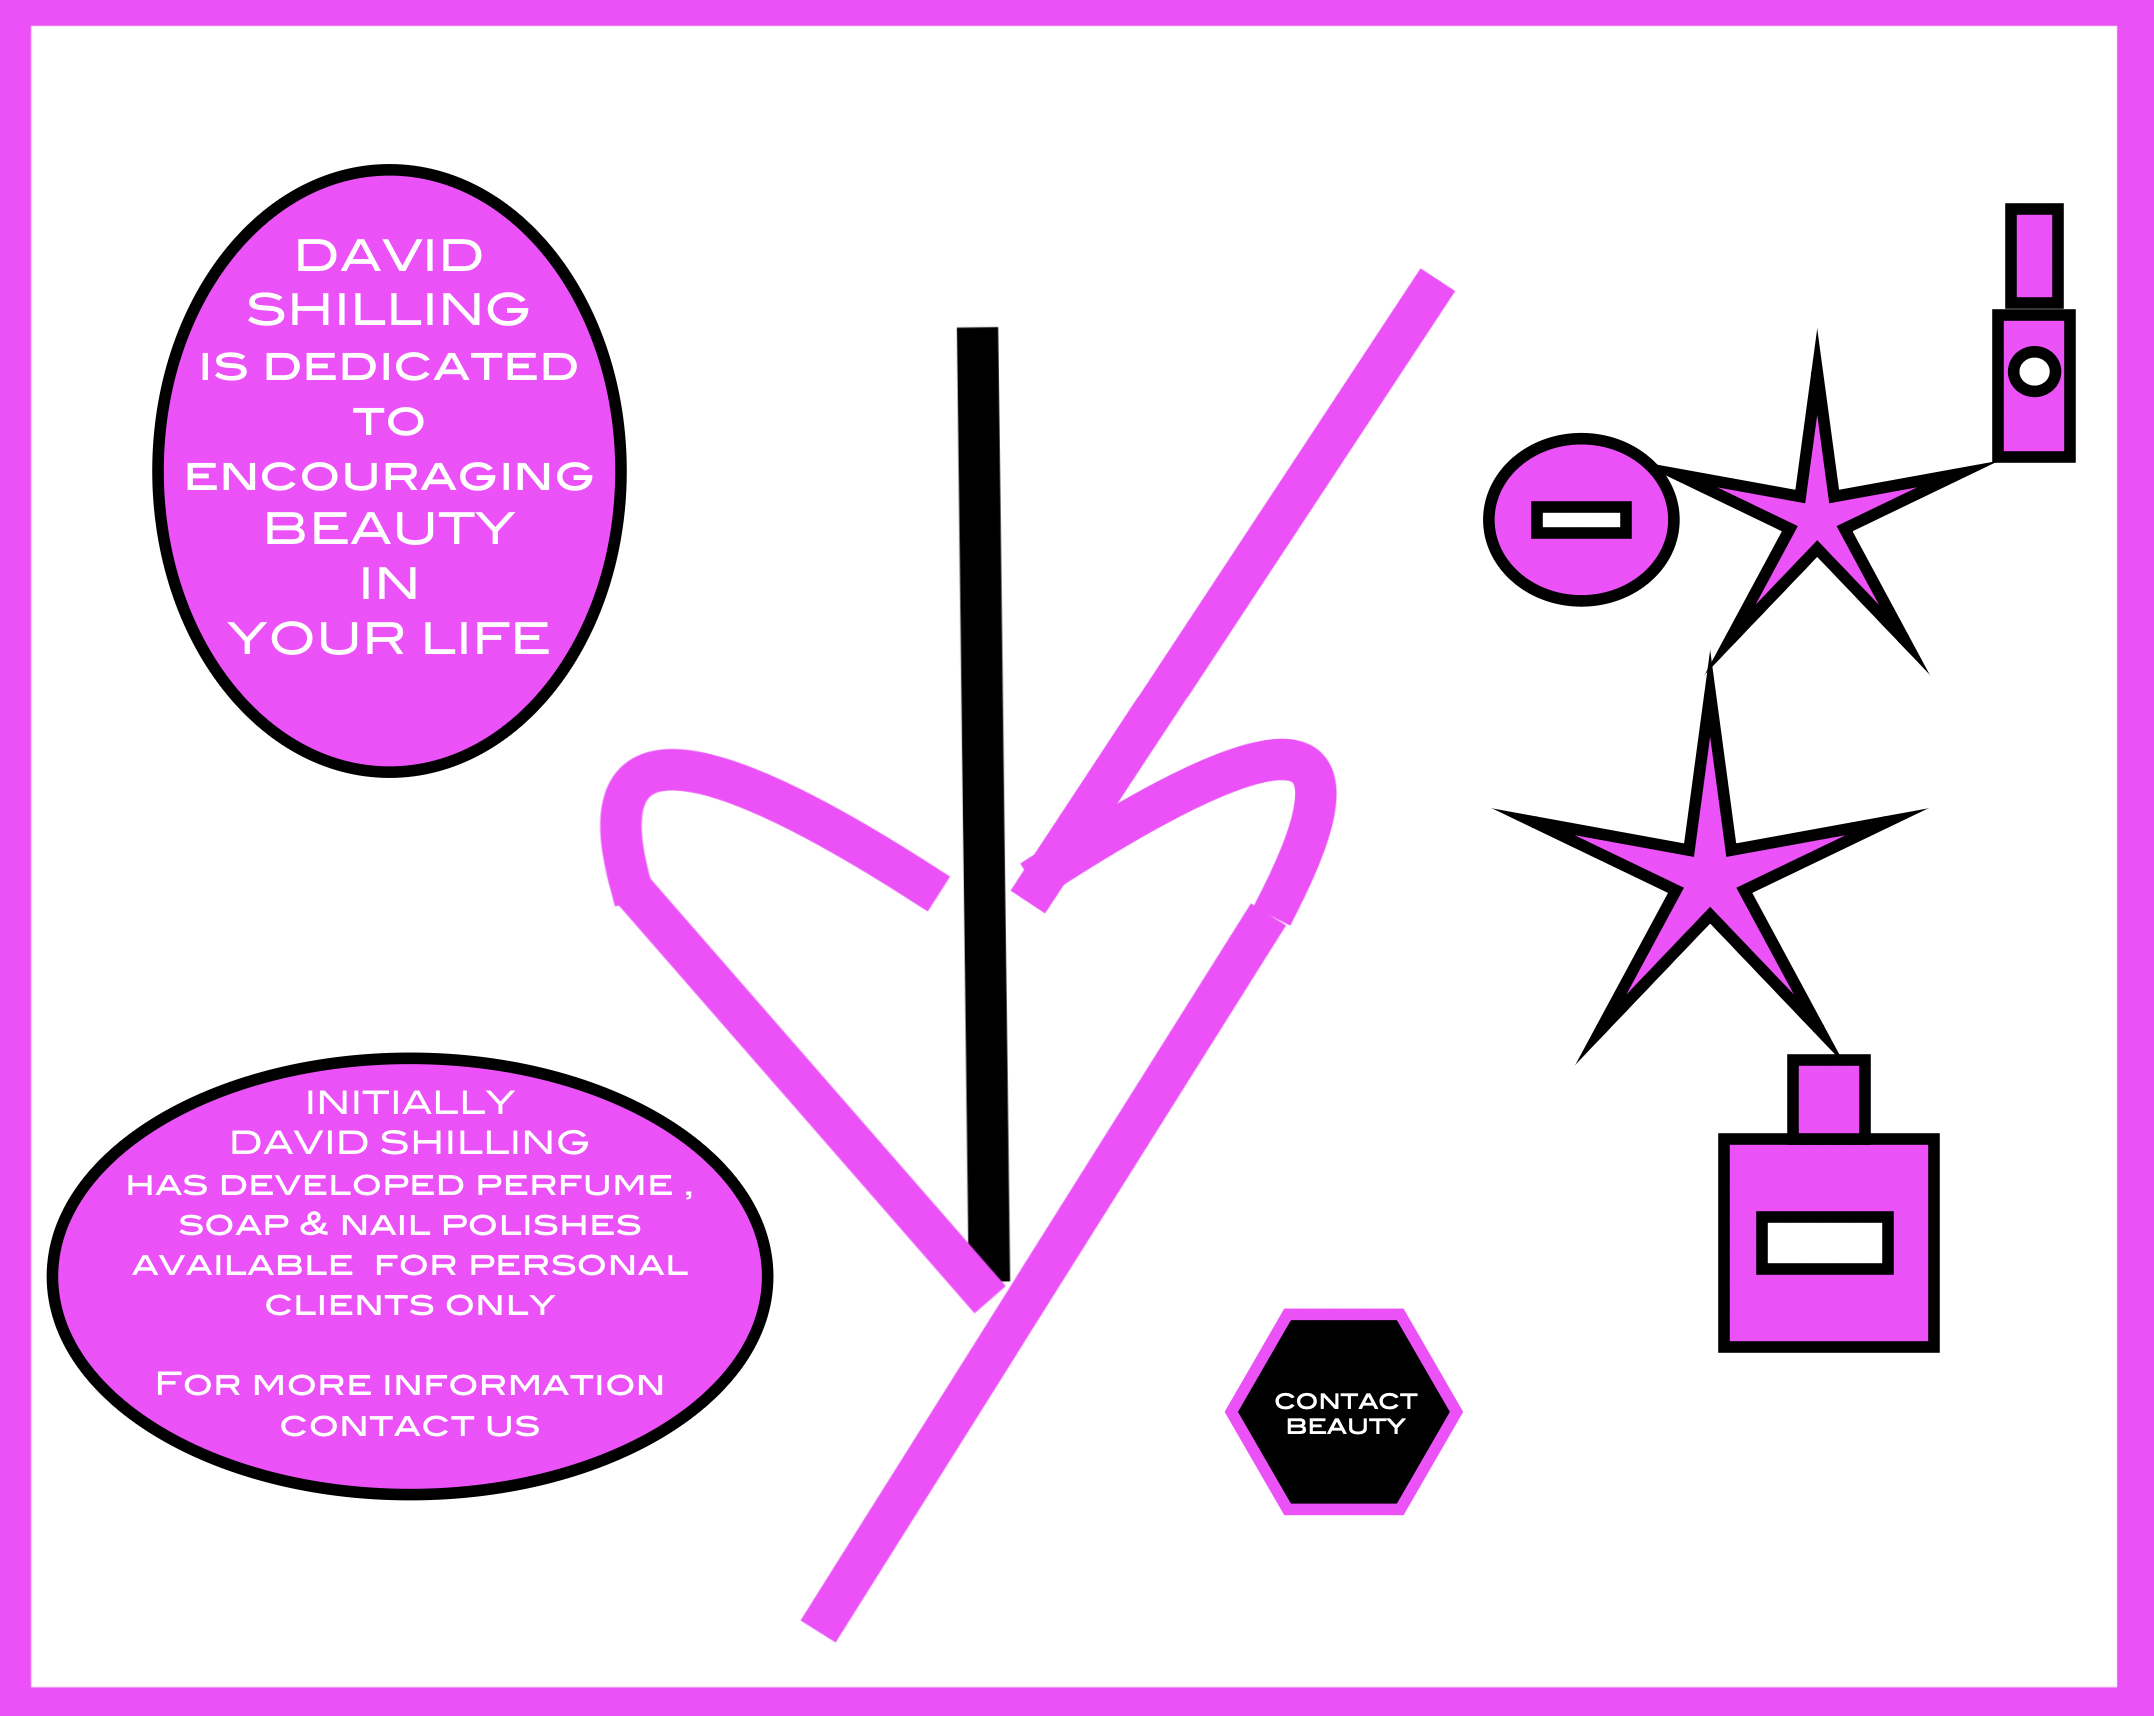 DAVID
SHILLING
IS DEDICATED
TO
ENCOURAGING
BEAUTY
IN
YOUR LIFE
INITIALLY
DAVID SHILLING
HAS DEVELOPED PERFUME ,
SOAP & NAIL POLISHES
AVAILABLE FOR PERSONAL
CLIENTS ONLY
FOR MORE INFORMATION
CONTACT US
CONTACT
BEAUTY